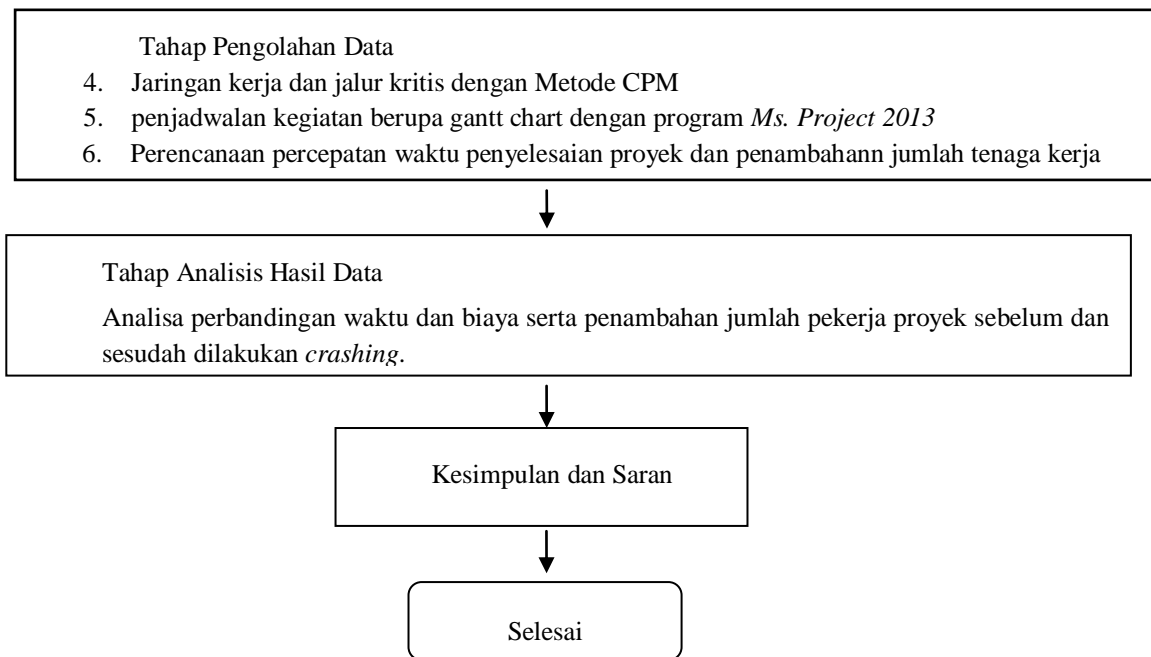 Tahap Pengolahan Data
4. Jaringan kerja dan jalur kritis dengan Metode CPM
5. penjadwalan kegiatan berupa gantt chart dengan program Ms. Project 2013
6. Perencanaan percepatan waktu penyelesaian proyek dan penambahann jumlah tenaga kerja
Tahap Analisis Hasil Data
Analisa perbandingan waktu dan biaya serta penambahan jumlah pekerja proyek sebelum dan
sesudah dilakukan crashing.
Kesimpulan dan Saran
Selesai